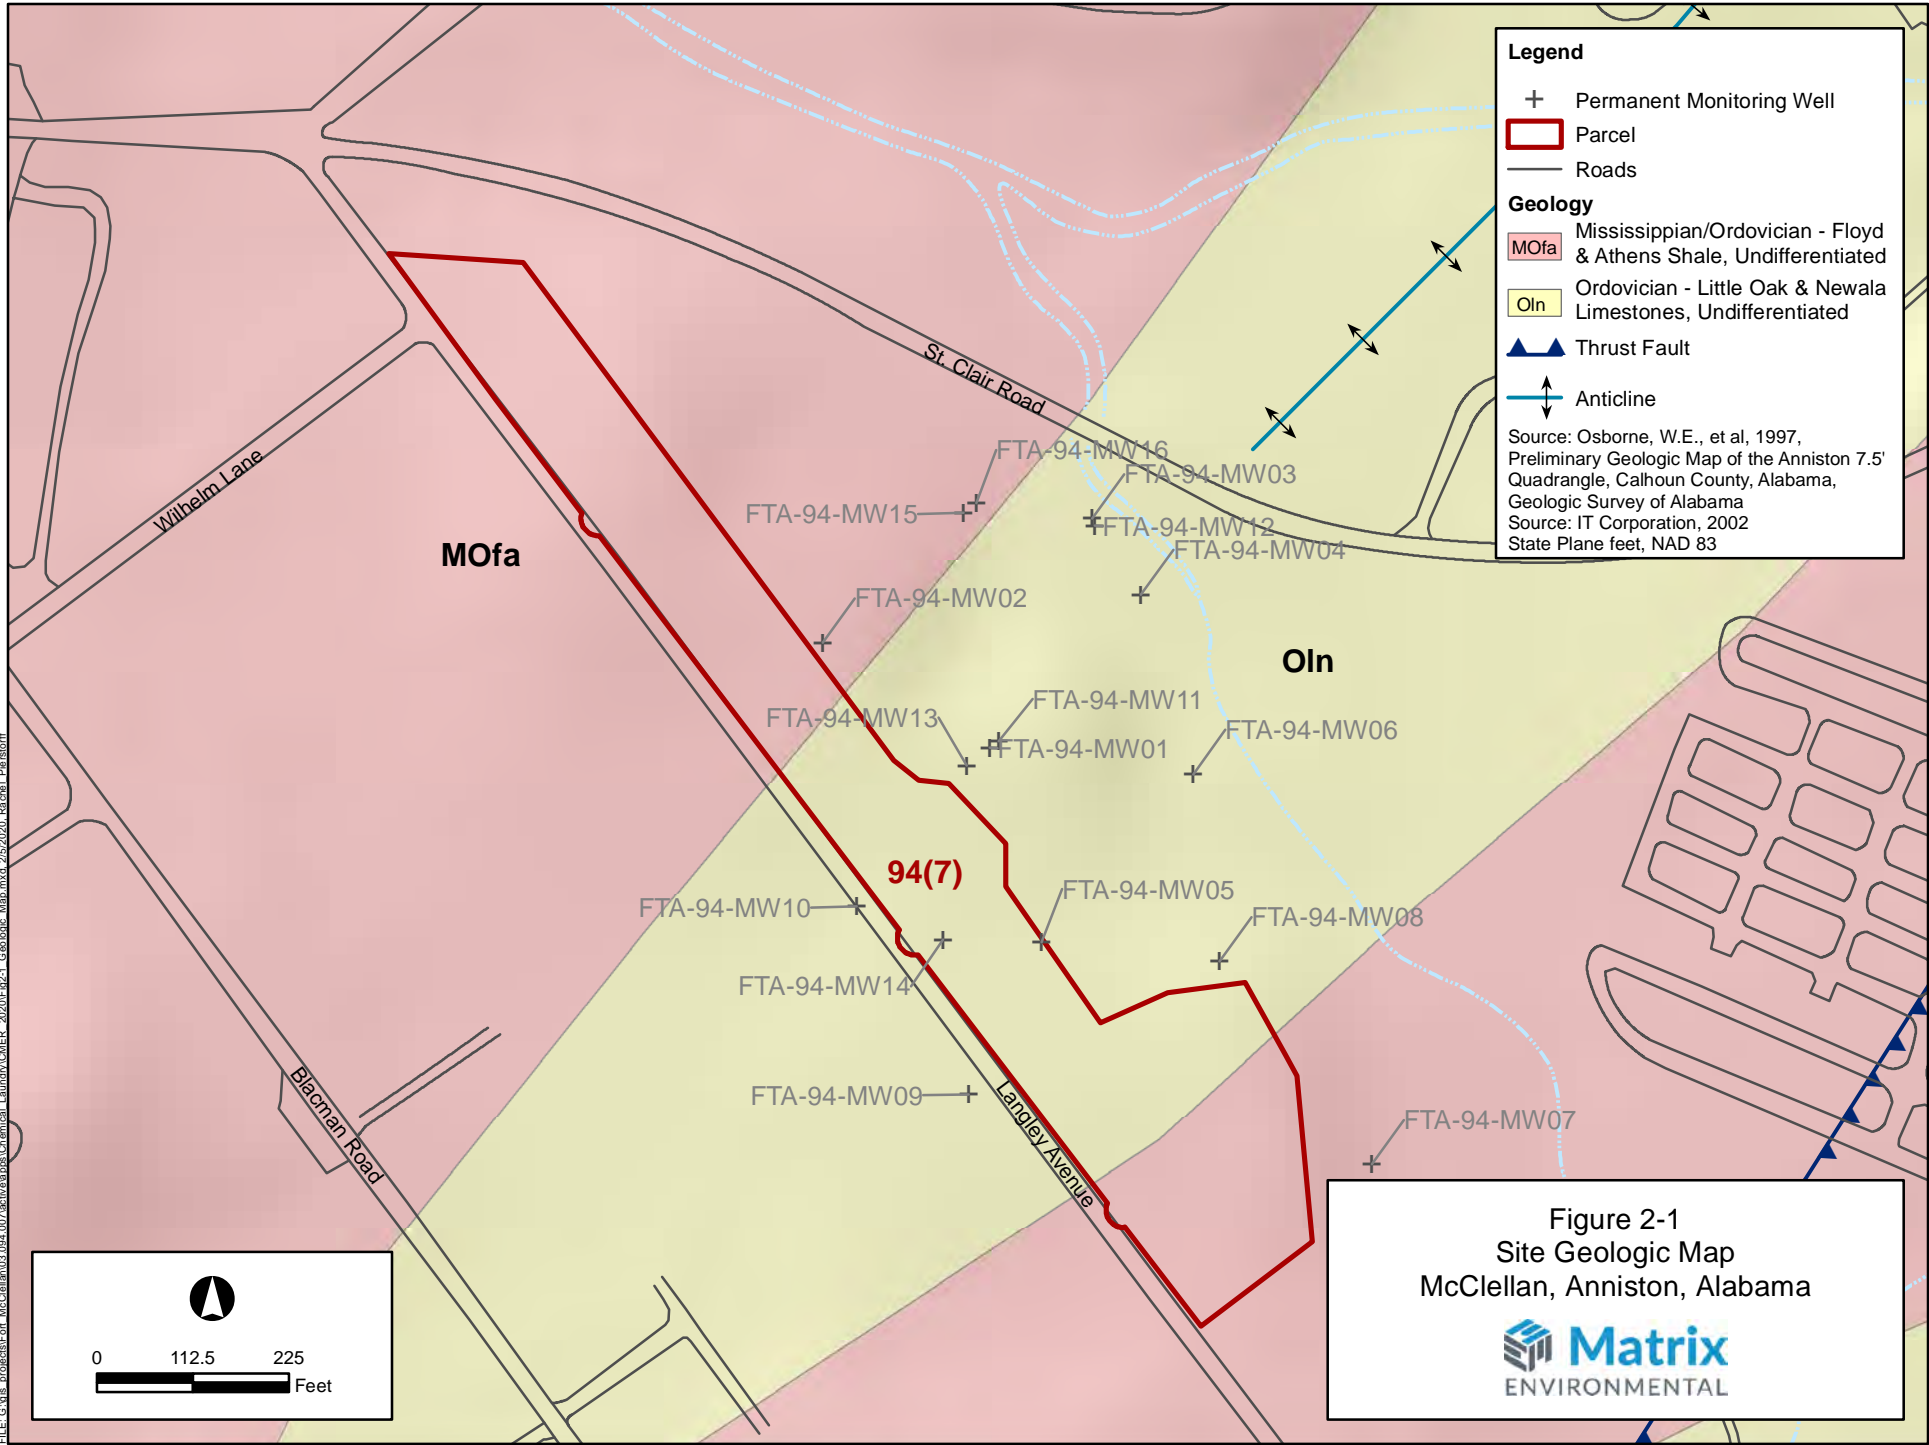 Legend
Permanent Monitoring Well
Parcel
Roads
Geology
MOfa
Mississippian/Ordovician - Floyd
& Athens Shale, Undifferentiated
Oln
Ordovician - Little Oak & Newala
Limestones, Undifferentiated
Thrust Fault
Anticline
Source: Osborne, W.E., et al, 1997,
Preliminary Geologic Map of the Anniston 7.5'
Quadrangle, Calhoun County, Alabama,
Geologic Survey of Alabama
Source: IT Corporation, 2002
State Plane feet, NAD 83
St. Clair Road
Wilhelm Lane
FTA-94-MW16
FTA-94-MW03
FTA-94-MW15
FTA-94-MW12
FTA-94-MW04
MOfa
FTA-94-MW02
Oln
FTA-94-MW11
FTA-94-MW13
FTA-94-MW06
FTA-94-MW01
94(7)
FTA-94-MW05
FTA-94-MW10
FTA-94-MW08
FTA-94-MW14
FTA-94-MW09
Langley Avenue
Blacman Road
FTA-94-MW07
0 112.5 225
Feet
Figure 2-1
Site Geologic Map
McClellan, Anniston, Alabama
Matrix
ENVIRONMENTAL